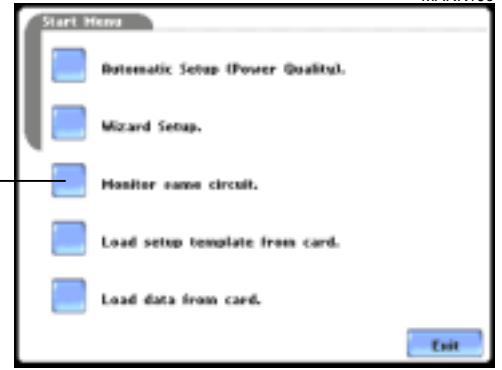 Start Menu
Automatic Setup (Power Quality).
Wizard Setup.
Monitor same circuit.
Load setup template from card.
Load data from card.
Exit